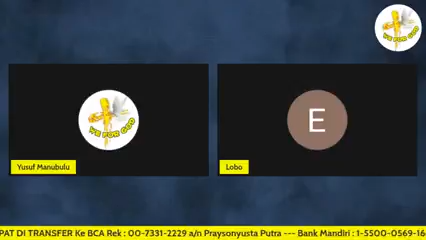 WE FOR GOD
WE FOR GOD
E
Yusuf Manubulu
Lobo
PAT DI TRANSFER Ke BCA Rek : 00-7331-2229 a/n Praysonyusta Putra --- Bank Mandiri : 1-5500-0569-16